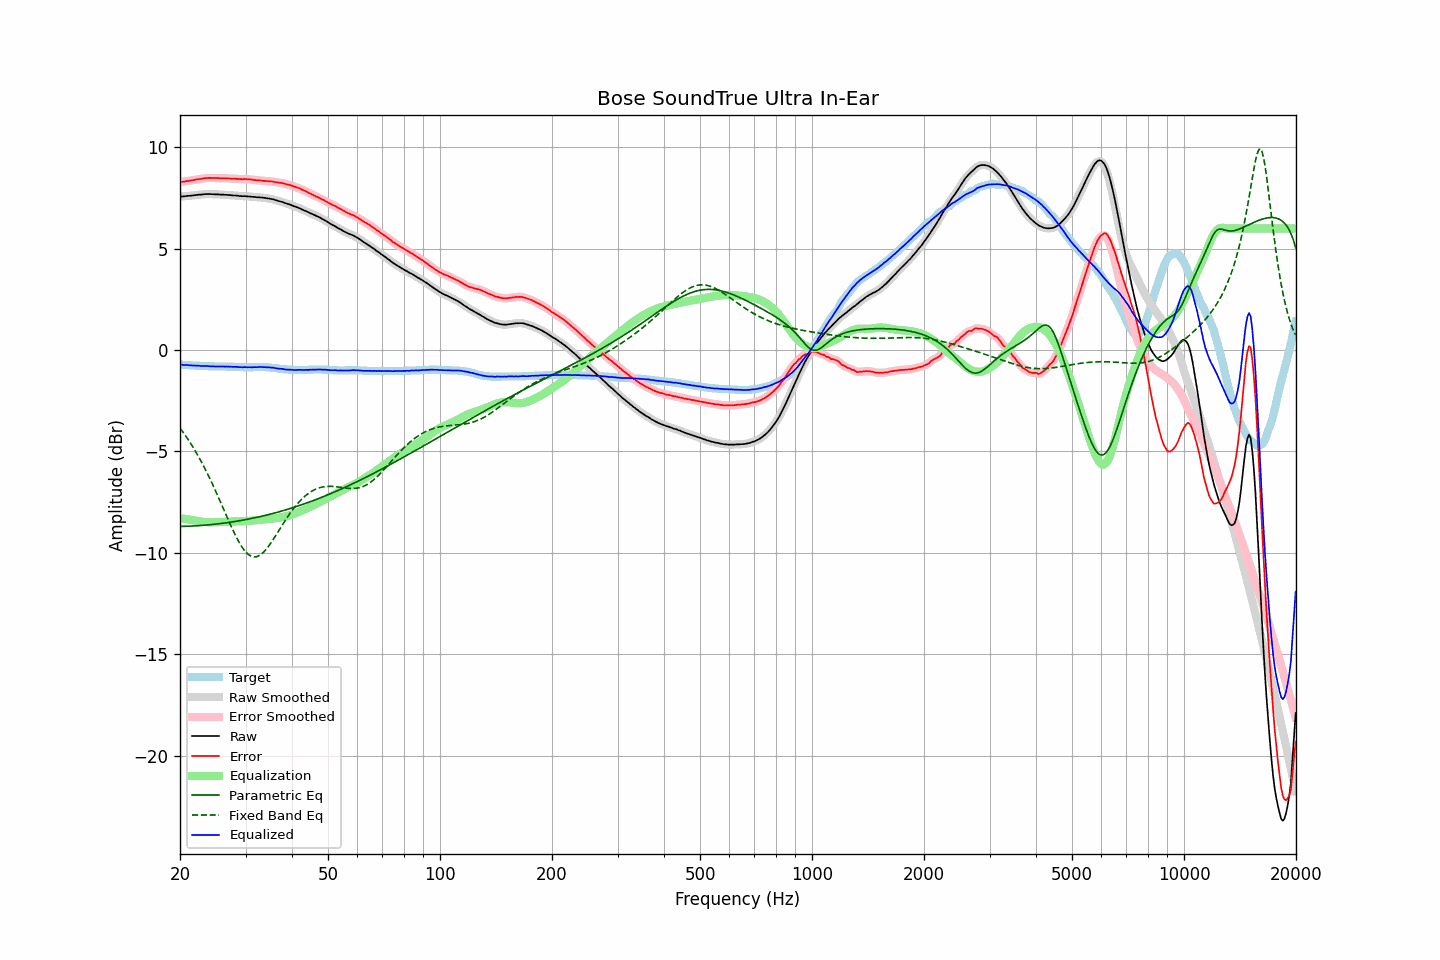 Bose SoundTrue Ultra In-Ear
Amplitude (dBr)
10
5
0
−5
−10
−15
−20
Target
Raw Smoothed
Error Smoothed
Raw
Error
Equalization
Parametric Eq
Fixed Band Eq
Equalized
20 50 100 200 500 1000 2000 5000 10000 20000
Frequency (Hz)